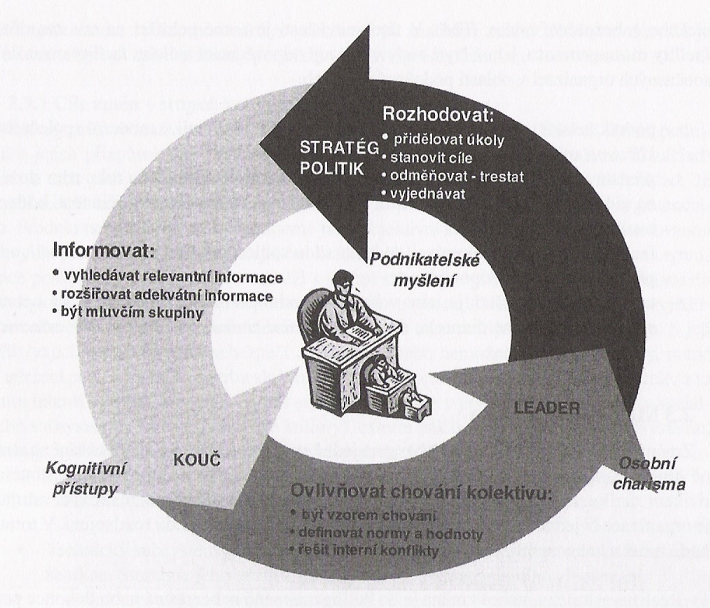 Rozhodovat:
• přidělovat úkoly
• stanovit cíle
• odměňovat - trestat
• vyjednávat
STRATÉG
POLITIK
Podnikatelské
myšlení
Informovat:
• vyhledávat relevantní informace
• rozšiřovat adekvátní informace
• být mluvčím skupiny
LEADER
Osobní
charisma
KOUČ
Kognitivní
přístupy
Ovlivňovat chování kolektivu:
• být vzorem chování
• definovat normy a hodnoty
• řešit interní konflikty